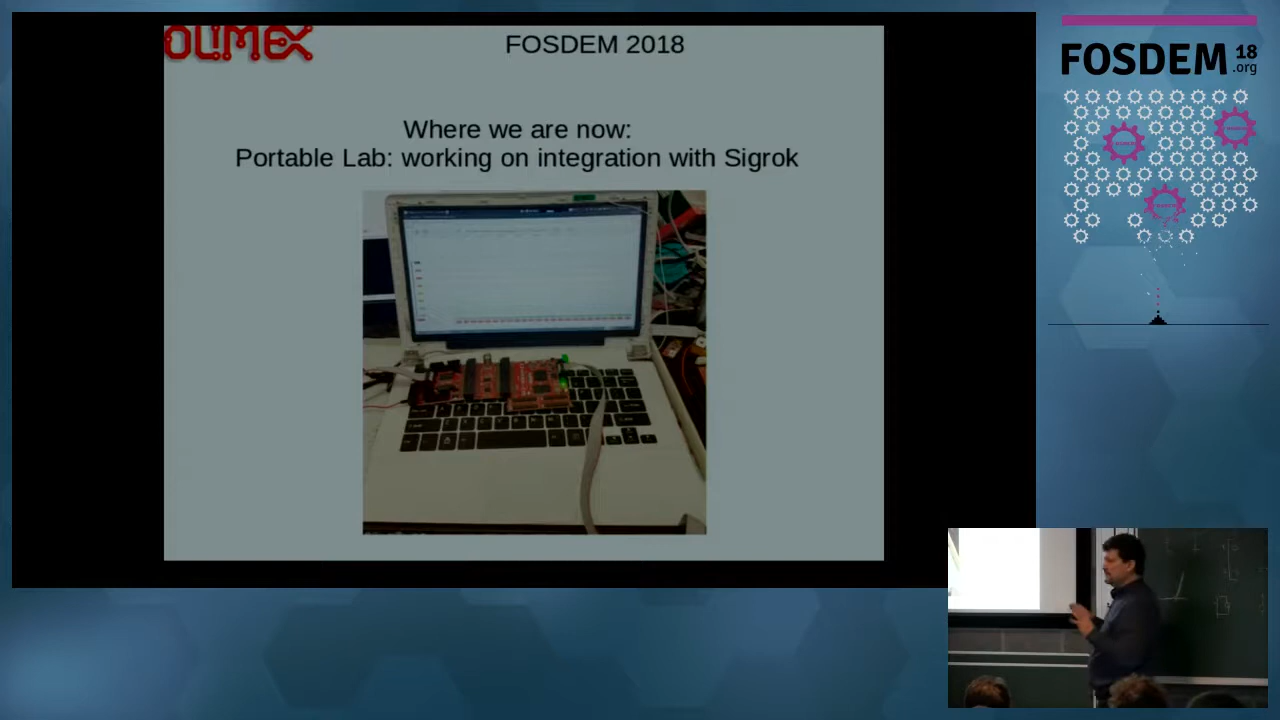 OLIMEX
FOSDEM 2018
Where we are now:
Portable Lab: working on integration with Sigrok
FOSDEM 18
.org